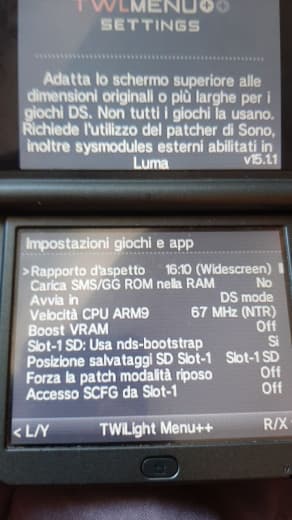 TWLMENU++
SETTINGS
Adatta lo schermo superiore alle
dimensioni originali o più larghe per i
giochi DS. Non tutti i giochi la usano.
Richiede l'utilizzo del patcher di Sono,
inoltre sysmodules esterni abilitati in
Luma
v15.1.1
Impostazioni giochi e app
>Rapporto d'aspetto 16:10 (Widescreen)
Carica SMS/GG ROM nella RAM No
Avvia in DS mode
Velocità CPU ARM9 67 MHz (NTR)
Boost VRAM Off
Slot-1 SD: Usa nds-bootstrap Si
Posizione salvataggi SD Slot-1 Slot-1 SD
Forza la patch modalità riposo Off
Accesso SCFG da Slot-1 Off
< L/Y TWiLight Menu++ R/X